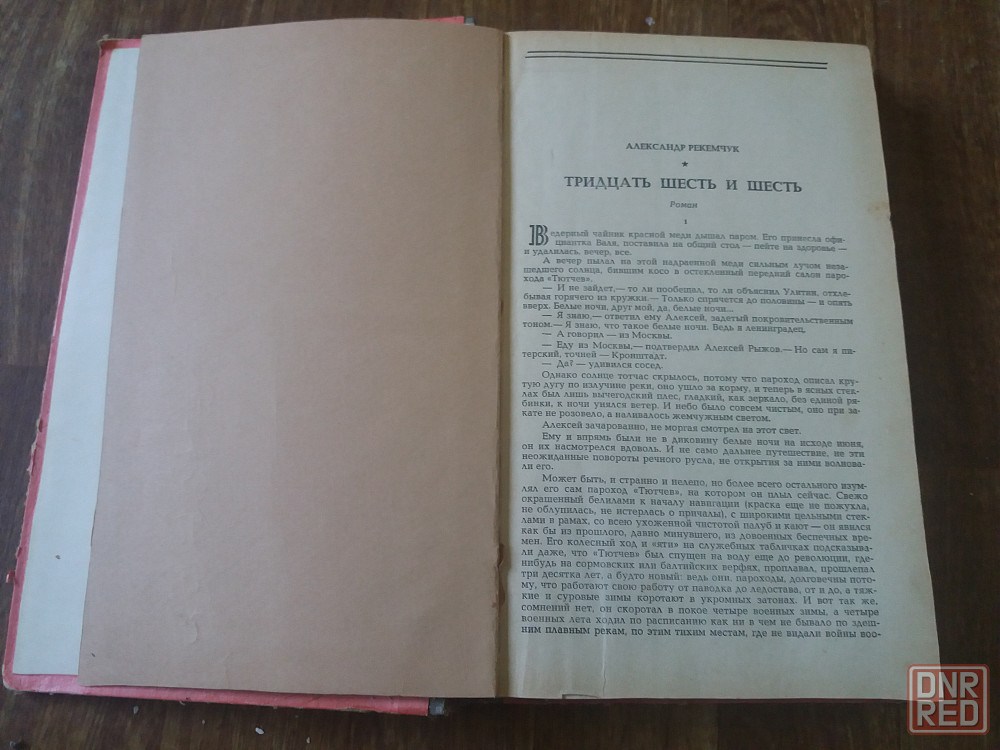 АЛЕКСАНДР РЕКЕМЧУК
★
ТРИДЦАТЬ ШЕСТЬ И ШЕСТЬ
Роман
1
Ведерный чайник красной меди дышал паром. Его принесла офи-
циантка Валя, поставила на общий стол — пейте на здоровье —
и удалилась, вечер, все.
А вечер пылал на этой надраенной меди сильным лучом неза-
шедшего солнца, бившим косо в остекленный передний салон паро-
хода «Тютчев».
— И не зайдет,— то ли пообещал, то ли объяснил Улитин, отхле-
бывая горячего из кружки.— Только спрячется до половины — и опять
вверх. Белые ночи, друг мой, да, белые ночи...
— Я знаю,— ответил ему Алексей, задетый покровительственным
тоном.— Я знаю, что такое белые ночи. Ведь я ленинградец.
— А говорил — из Москвы.
— Еду из Москвы,— подтвердил Алексей Рыжов.— Но сам я пи-
терский, точней — Кронштадт.
— Да? — удивился сосед.
Однако солнце тотчас скрылось, потому что пароход описал кру-
тую дугу по излучине реки, оно ушло за корму, и теперь в ясных стек-
лах был лишь вычегодский плес, гладкий, как зеркало, без единой ря-
бинки, к ночи унялся ветер. И небо было совсем чистым, оно при за-
кате не розовело, а наливалось жемчужным светом.
Алексей зачарованно, не моргая смотрел на этот свет.
Ему и впрямь были не в диковину белые ночи на исходе июня,
он их насмотрелся вдоволь. И не само дальнее путешествие, не эти
неожиданные повороты речного русла, не открытия за ними волнова-
ли его.
Может быть, и странно и нелепо, но более всего остального изум-
лял его сам пароход «Тютчев», на котором он плыл сейчас. Свежо
окрашенный белилами к началу навигации (краска еще не пожухла,
не облупилась, не истерлась о причалы), с широкими цельными стек-
лами в рамах, со всею ухоженной чистотой палуб и кают — он явился
как бы из прошлого, давно минувшего, из довоенных беспечных вре-
мен. Его колесный ход и «яти» на служебных табличках подсказыва-
ли даже, что «Тютчев» был спущен на воду еще до революции, где-
нибудь на сормовских или балтийских верфях, проплавал, прошлепал
три десятка лет, а будто новый: ведь они, пароходы, долговечны пото-
му, что работают свою работу от паводка до ледостава, от и до, а тяж-
кие и суровые зимы коротают в укромных затонах. И вот так же,
сомнений нет, он скоротал в покое четыре военных зимы, а четыре
военных лета ходил по расписанию как ни в чем не бывало по здеш-
ним плавным рекам, по этим тихим местам, где не видали войны воо-
DNR
RED